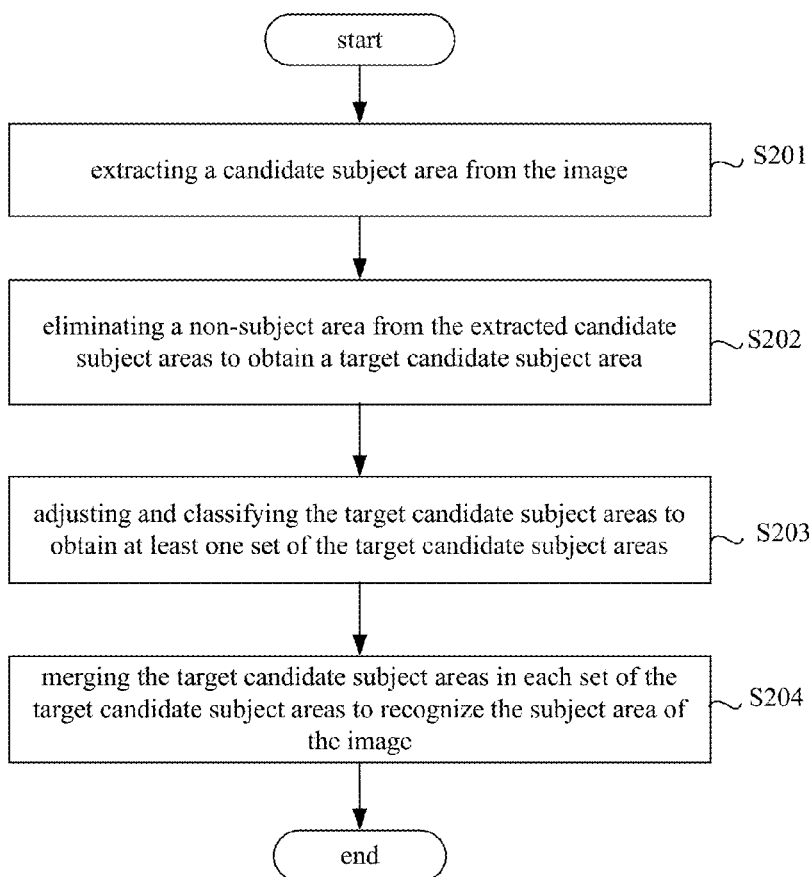 start
extracting a candidate subject area from the image
S201
eliminating a non-subject area from the extracted candidate
subject areas to obtain a target candidate subject area
S202
adjusting and classifying the target candidate subject areas to
obtain at least one set of the target candidate subject areas
S203
merging the target candidate subject areas in each set of the
target candidate subject areas to recognize the subject area of
the image
S204
end